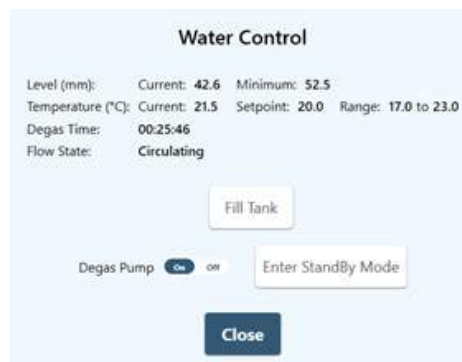 Water Control
Level (mm): Current: 42.6 Minimum: 52.5
Temperature (°C): Current: 21.5 Setpoint: 20.0 Range: 17.0 to 23.0
Degas Time: 00:25:46
Flow State: Circulating
Fill Tank
Degas Pump On Off Enter StandBy Mode
Close